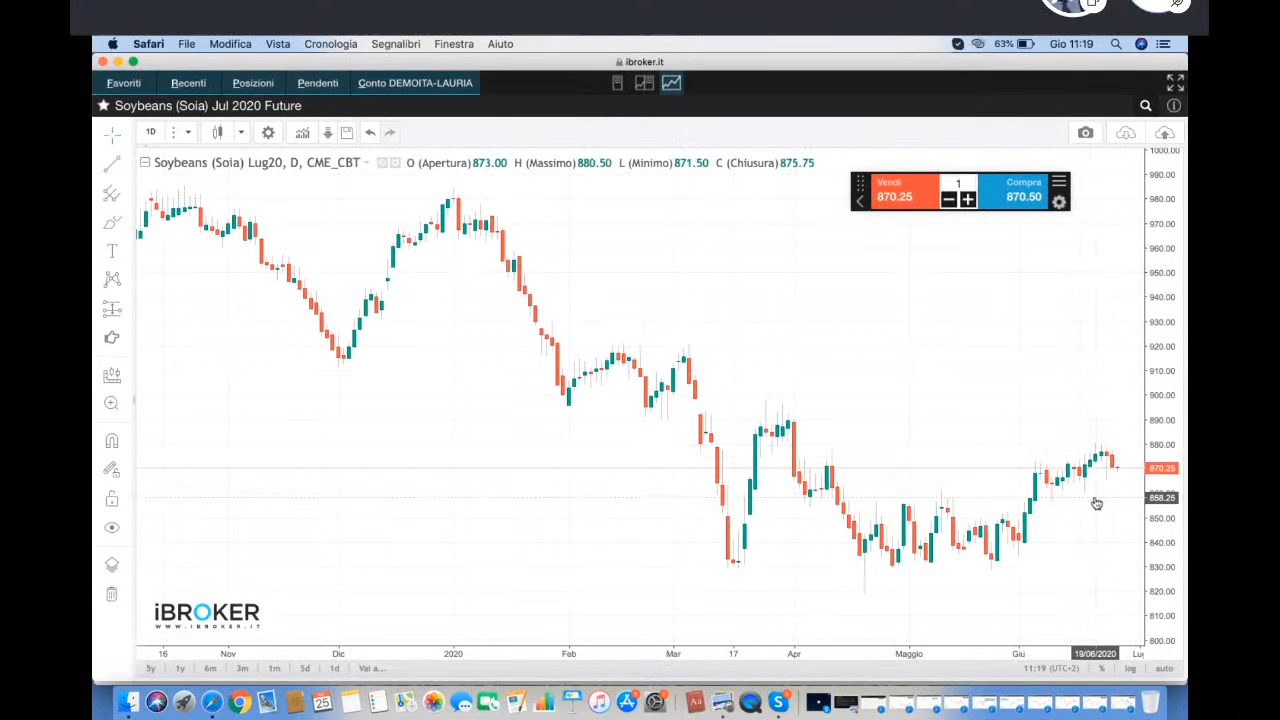 Safari File Modifica Vista Cronologia Segnalibri Finestra Aiuto 63% Gio 11:19
ibroker.it
Favoriti Recenti Posizioni Pendenti Conto DEMOITA-LAURIA
Soybeans (Soia) Jul 2020 Future
1D
Soybeans (Soia) Lug20, D, CME_CBT O (Apertura) 873.00 H (Massimo) 880.50 L (Minimo) 871.50 C (Chiusura) 875.75
Vendi 1 Compra
870.25 870.50
1000.00
990.00
980.00
970.00
960.00
950.00
940.00
930.00
920.00
910.00
900.00
890.00
880.00
870.25
858.25
850.00
840.00
830.00
820.00
810.00
800.00
iBROKER
WWW.IBROKER.IT
16 Nov Dic 2020 Feb Mar 17 Apr Maggio Giu 19/06/2020 Lug
5y 1y 6m 3m 1m 5d 1d Vai a... 11:19 (UTC+2) % log auto
25